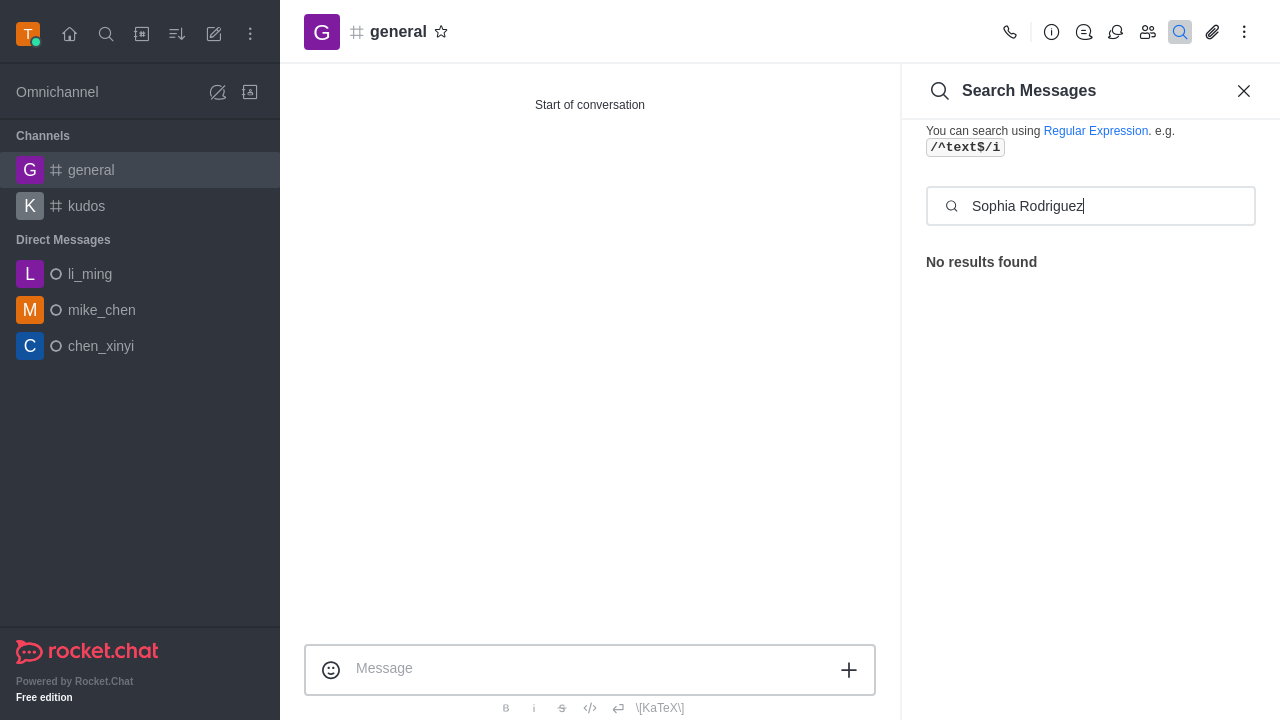 T
Omnichannel
Channels
G general
K kudos
Direct Messages
L li_ming
M mike_chen
C chen_xinyi
rocket.chat
Powered by Rocket.Chat
Free edition
G general
Start of conversation
Message
B i S \[KaTeX\]
Search Messages
You can search using Regular Expression. e.g.
/^text$/i
Sophia Rodriguez
No results found